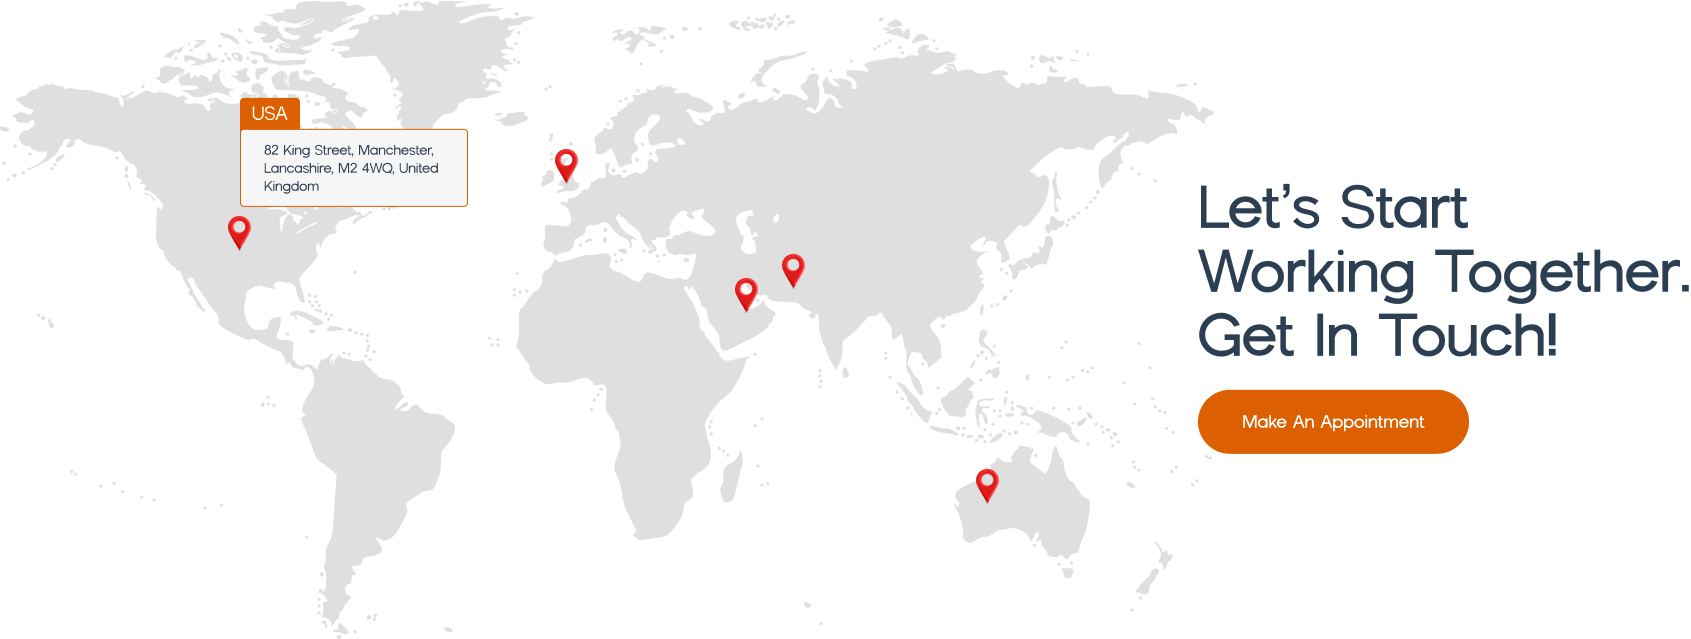 USA
82 King Street, Manchester,
Lancashire, M2 4WQ, United
Kingdom
Let's Start
Working Together.
Get In Touch!
Make An Appointment